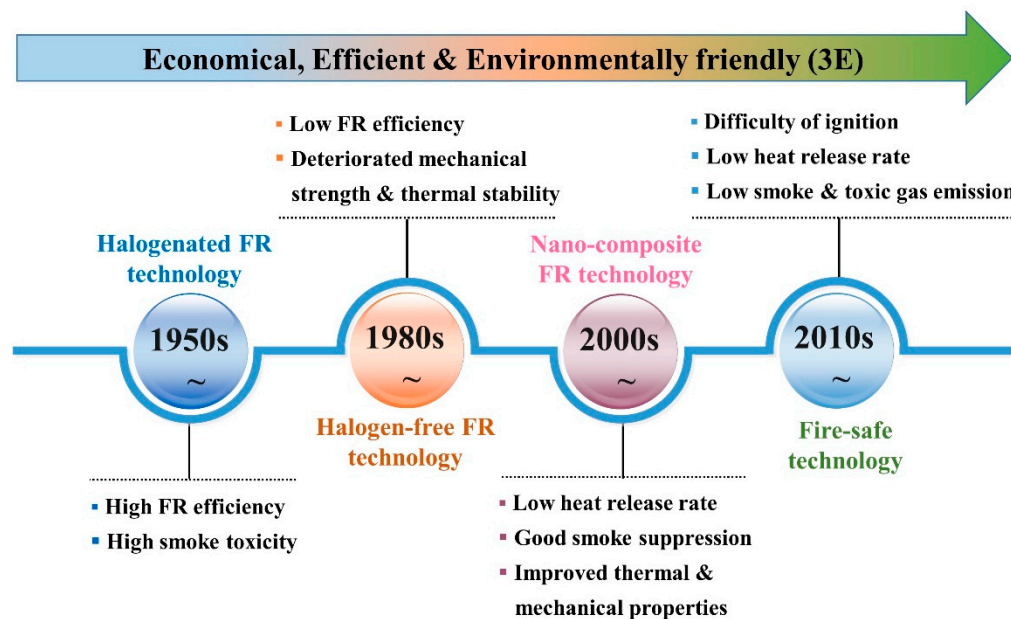 Economical, Efficient & Environmentally friendly (3E)
▪ Low FR efficiency
▪ Deteriorated mechanical
strength & thermal stability
▪ Difficulty of ignition
▪ Low heat release rate
▪ Low smoke & toxic gas emission
Halogenated FR
technology
Nano-composite
FR technology
1950s
~
1980s
~
2000s
~
2010s
~
Halogen-free FR
technology
Fire-safe
technology
▪ High FR efficiency
▪ High smoke toxicity
▪ Low heat release rate
▪ Good smoke suppression
▪ Improved thermal &
mechanical properties